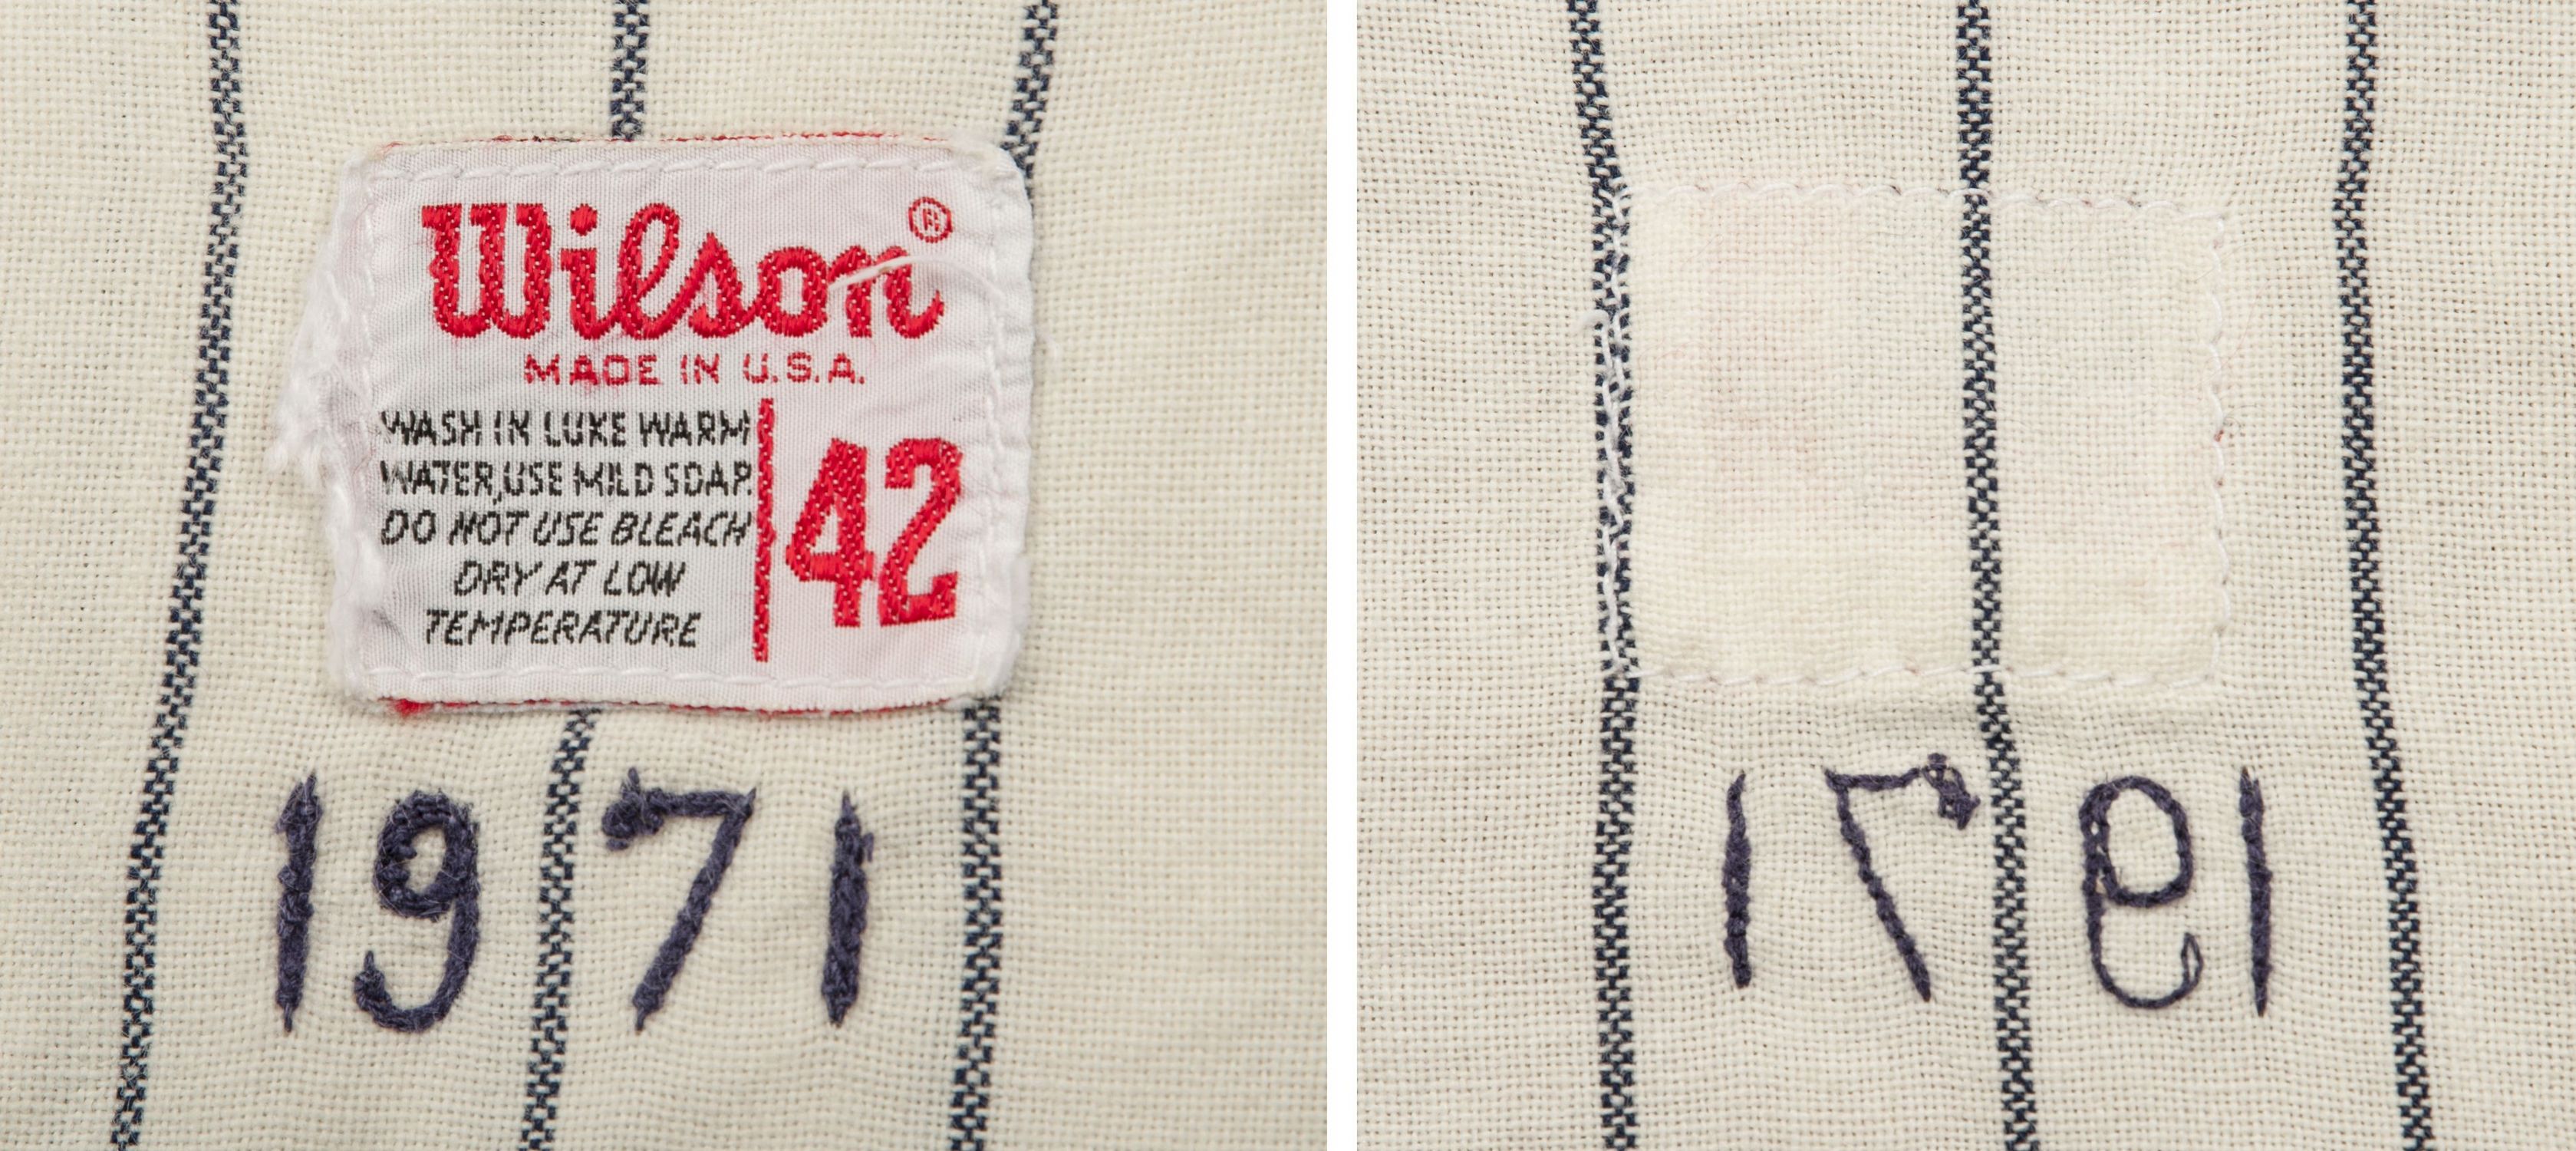 Wilson®
MADE IN U.S.A.
WASH IN LUKE WARM
WATER, USE MILD SOAP.
DO NOT USE BLEACH
DRY AT LOW
TEMPERATURE
42
1971
1971